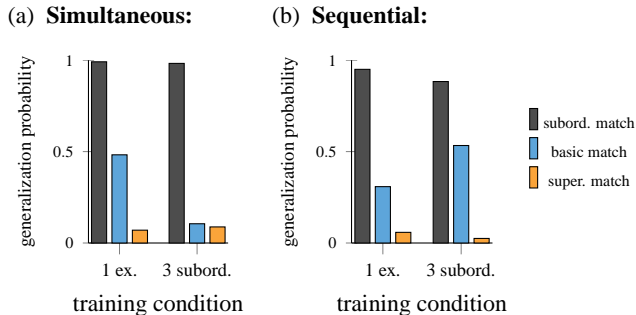 (a) Simultaneous:
generalization probability
1
0.5
0
1 ex.
3 subord.
training condition
(b) Sequential:
generalization probability
1
0.5
0
1 ex.
3 subord.
training condition
subord. match
basic match
super. match